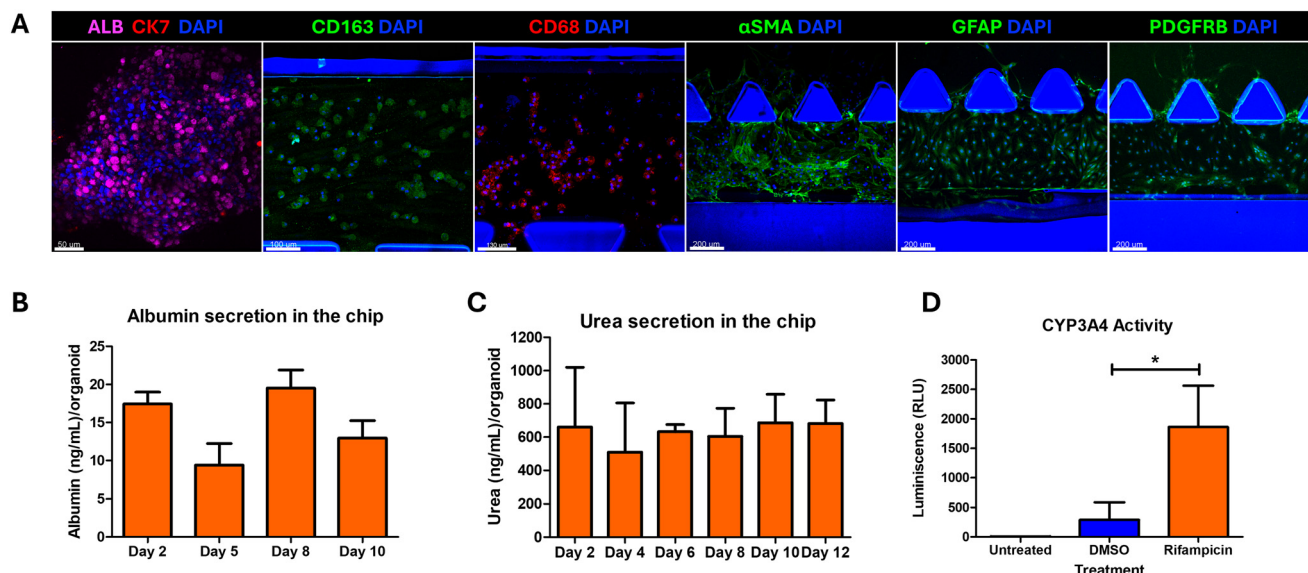 A
ALB CK7 DAPI
CD163 DAPI
CD68 DAPI
αSMA DAPI
GFAP DAPI
PDGFRB DAPI
50 um
100 um
130 um
200 um
200 um
200 um
B
Albumin secretion in the chip
Albumin (ng/mL)/organoid
25
20
15
10
5
0
Day 2
Day 5
Day 8
Day 10
C
Urea secretion in the chip
Urea (ng/mL)/organoid
1200
1000
800
600
400
200
0
Day 2
Day 4
Day 6
Day 8
Day 10
Day 12
D
CYP3A4 Activity
Luminiscence (RLU)
3000
2500
2000
1500
1000
500
0
*
Untreated
DMSO
Rifampicin
Treatment